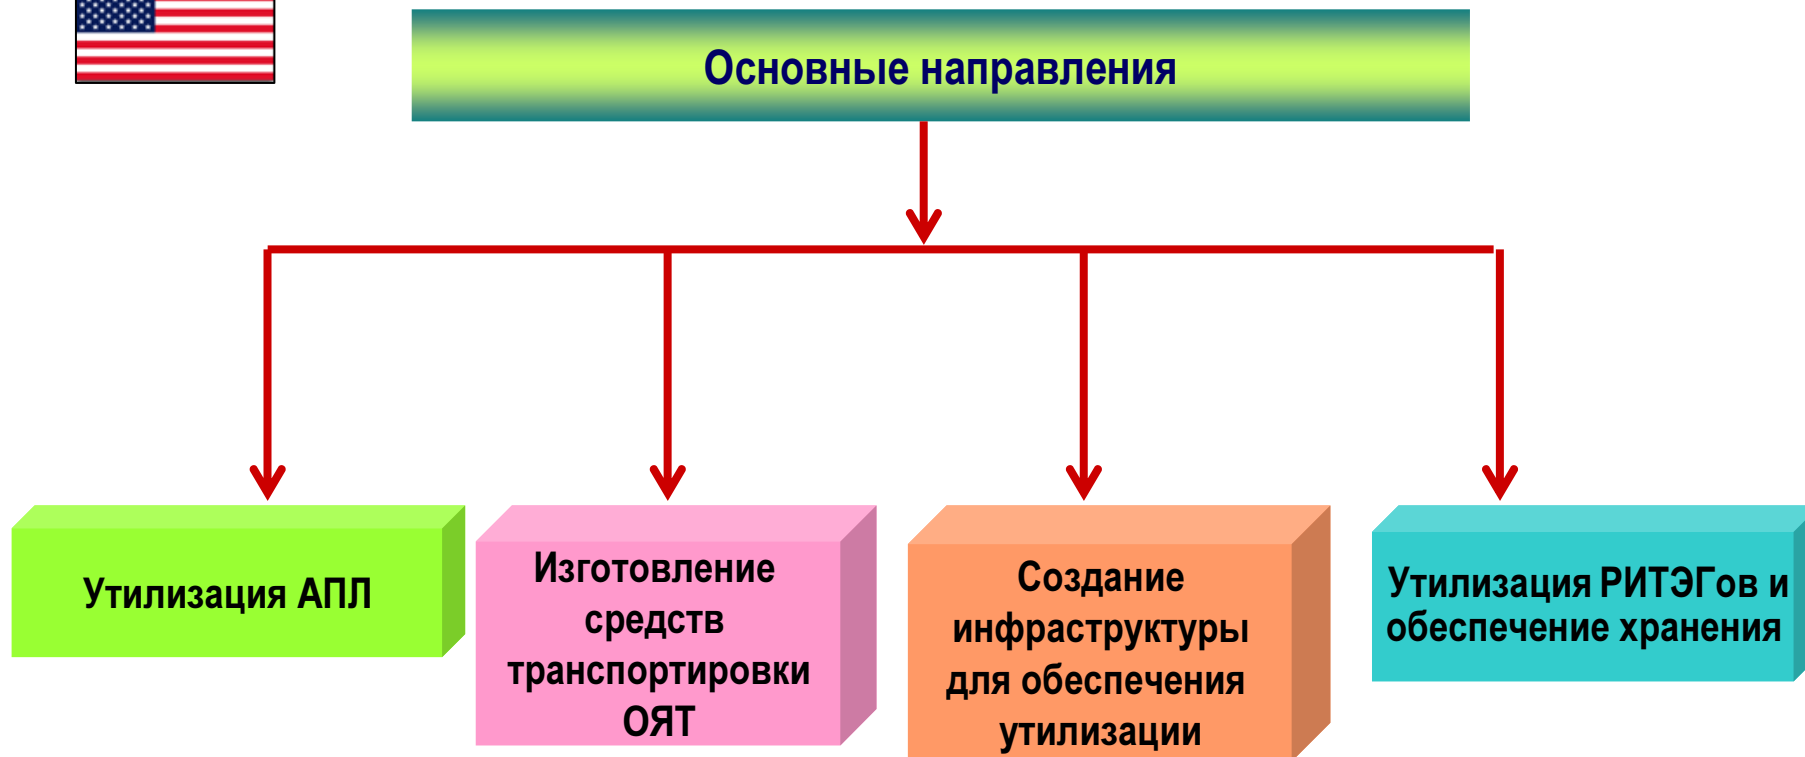 Основные направления
Утилизация АПЛ
Изготовление
средств
транспортировки
ОЯТ
Создание
инфраструктуры
для обеспечения
утилизации
Утилизация РИТЭГов и
обеспечение хранения